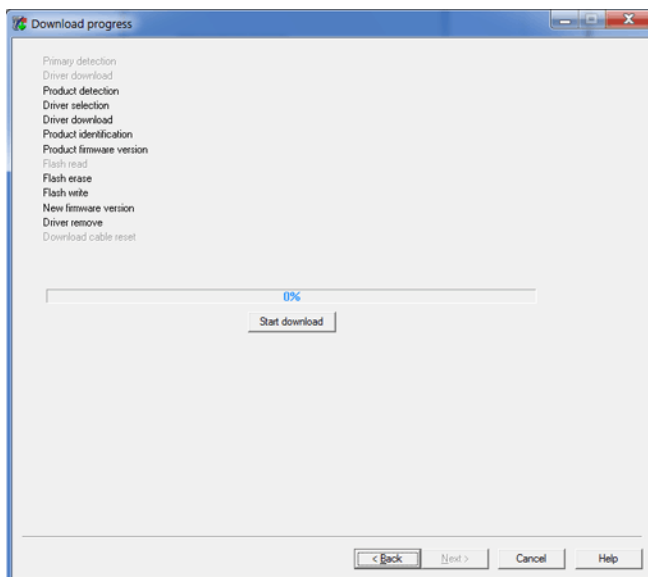 Download progress
Primary detection
Driver download
Product detection
Driver selection
Driver download
Product identification
Product firmware version
Flash read
Flash erase
Flash write
New firmware version
Driver remove
Download cable reset
0%
Start download
< Back
Next >
Cancel
Help